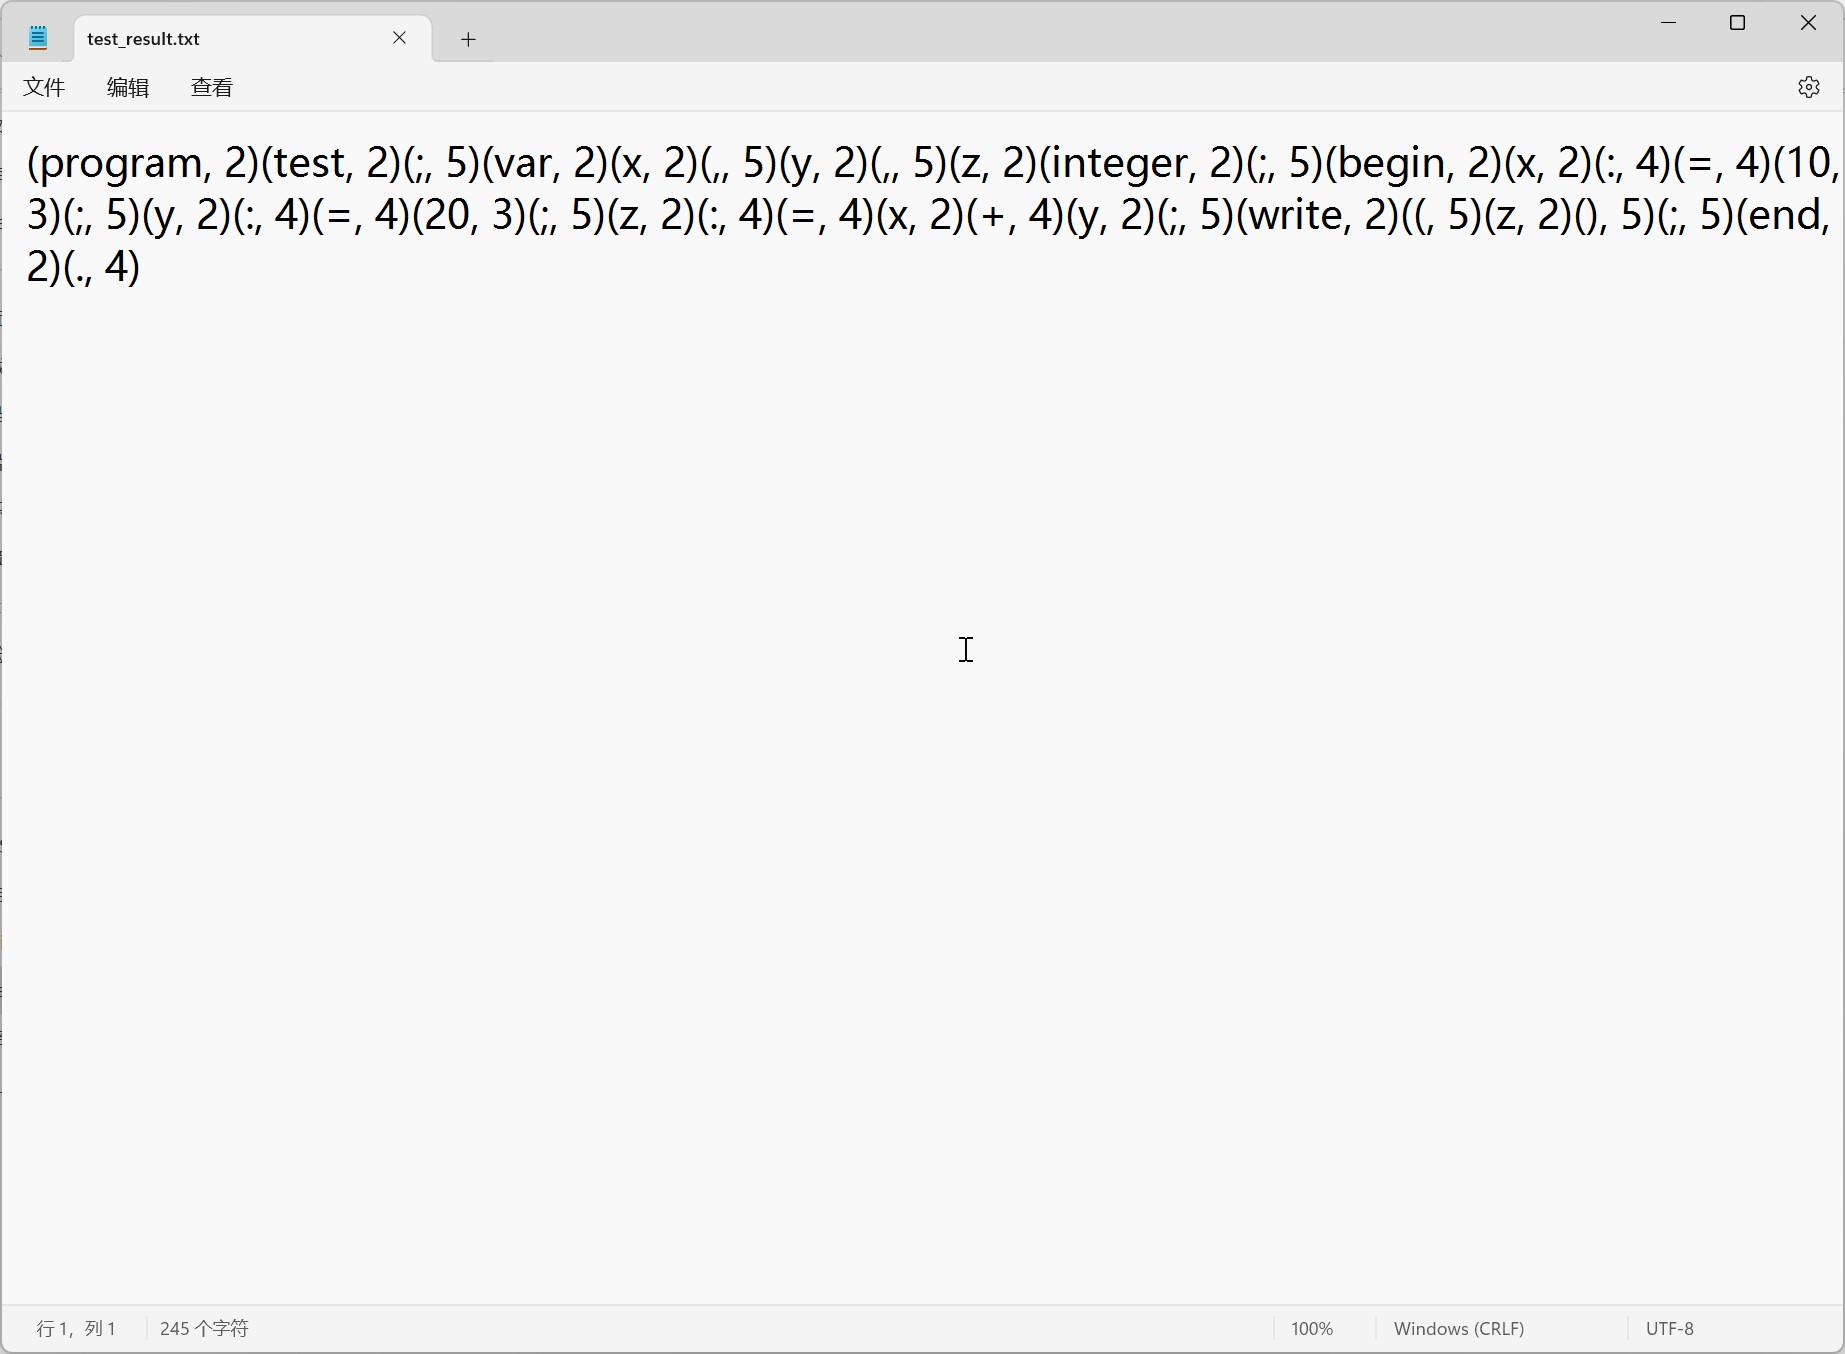 test_result.txt
文件 编辑 查看
(program, 2)(test, 2)(;, 5)(var, 2)(x, 2)(,, 5)(y, 2)(,, 5)(z, 2)(integer, 2)(;, 5)(begin, 2)(x, 2)(:, 4)(=, 4)(10,
3)(;, 5)(y, 2)(:, 4)(=, 4)(20, 3)(;, 5)(z, 2)(:, 4)(=, 4)(x, 2)(+, 4)(y, 2)(;, 5)(write, 2)((, 5)(z, 2)(), 5)(;, 5)(end,
2)(., 4)
行 1，列 1 245 个字符 100% Windows (CRLF) UTF-8